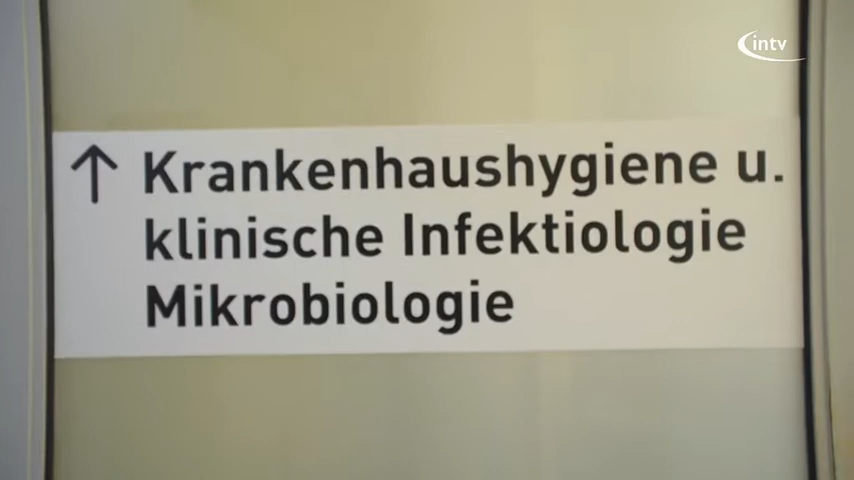 intv
↑ Krankenhaushygiene u.
klinische Infektiologie
Mikrobiologie